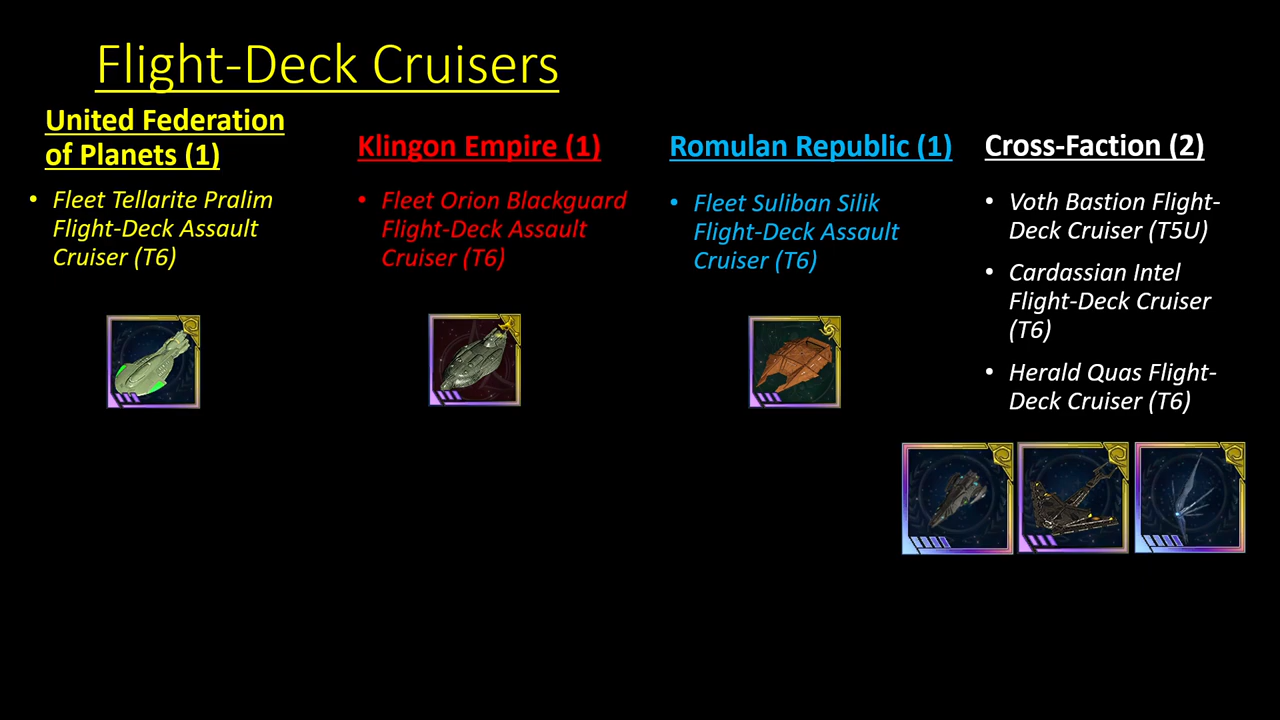 Flight-Deck Cruisers
United Federation
of Planets (1)
• Fleet Tellarite Pralim
Flight-Deck Assault
Cruiser (T6)
Klingon Empire (1)
• Fleet Orion Blackguard
Flight-Deck Assault
Cruiser (T6)
Romulan Republic (1)
• Fleet Suliban Silik
Flight-Deck Assault
Cruiser (T6)
Cross-Faction (2)
• Voth Bastion Flight-
Deck Cruiser (T5U)
• Cardassian Intel
Flight-Deck Cruiser
(T6)
• Herald Quas Flight-
Deck Cruiser (T6)